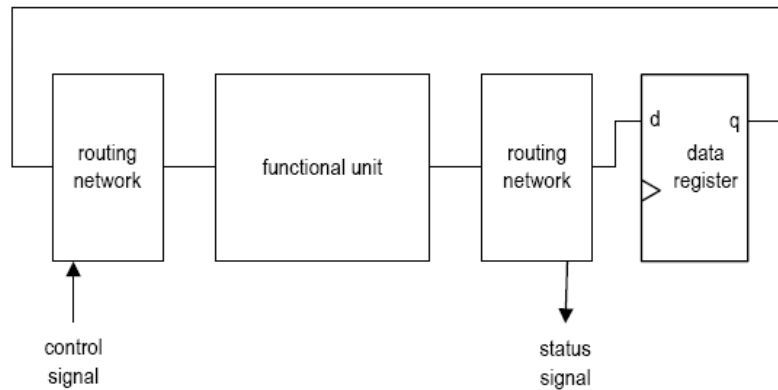 routing
network
functional unit
routing
network
d
q
data
register
control
signal
status
signal